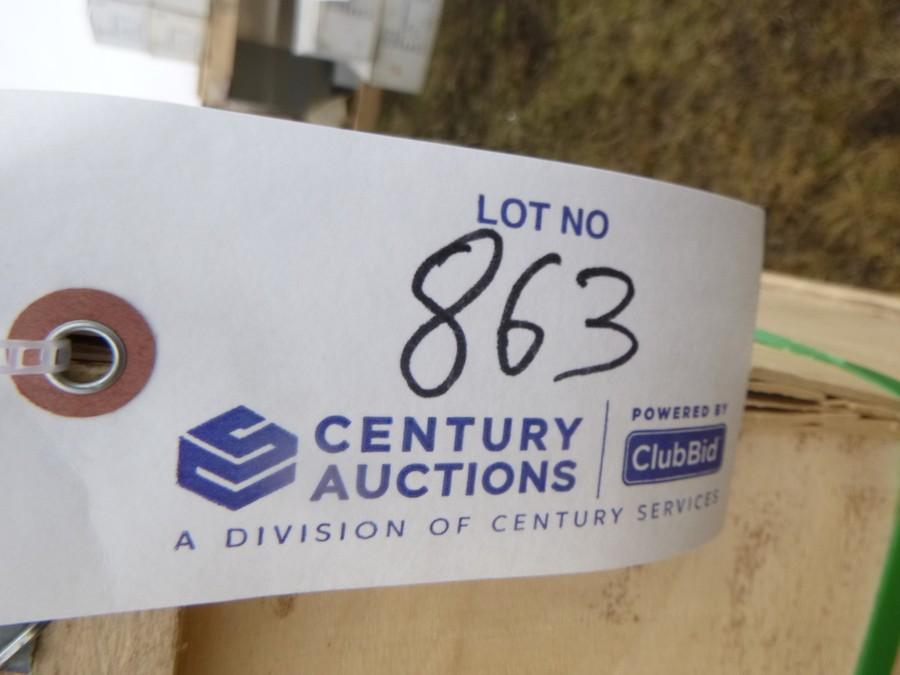 LOT NO
863
CENTURY
AUCTIONS
POWERED BY
ClubBid
A DIVISION OF CENTURY SERVICES